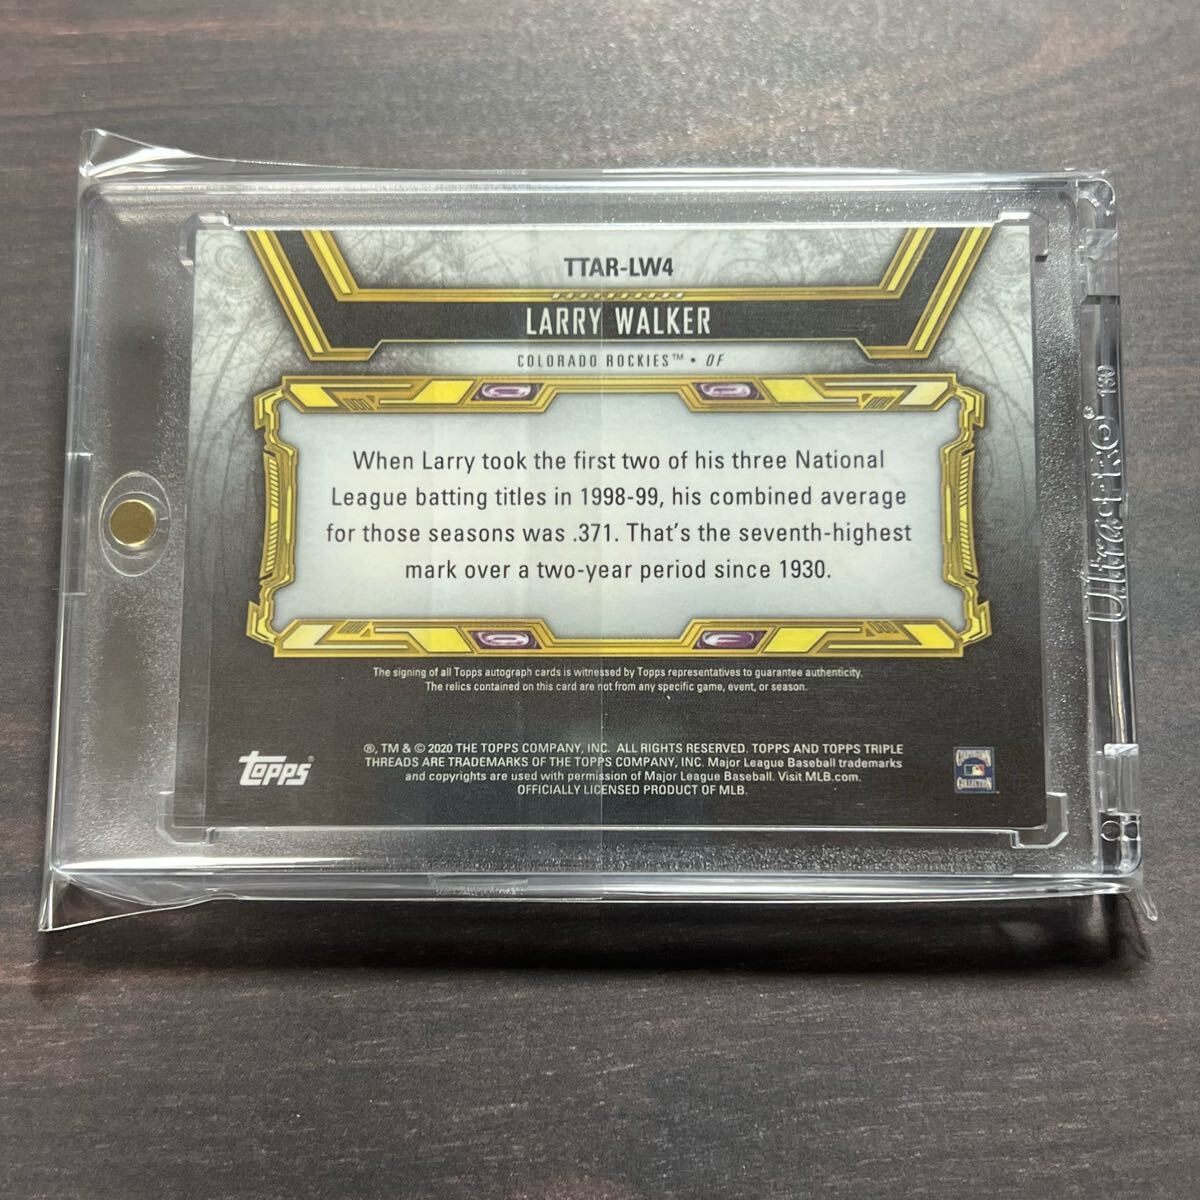 TTAR-LW4
LARRY WALKER
COLORADO ROCKIES™ • OF
When Larry took the first two of his three National
League batting titles in 1998-99, his combined average
for those seasons was .371. That's the seventh-highest
mark over a two-year period since 1930.
The signing of all Topps autograph cards is witnessed by Topps representatives to guarantee authenticity.
The relics contained on this card are not from any specific game, event, or season.
®, TM & © 2020 THE TOPPS COMPANY, INC. ALL RIGHTS RESERVED. TOPPS AND TOPPS TRIPLE
THREADS ARE TRADEMARKS OF THE TOPPS COMPANY, INC. Major League Baseball trademarks
and copyrights are used with permission of Major League Baseball. Visit MLB.com.
OFFICIALLY LICENSED PRODUCT OF MLB.
topps
COOPERSTOWN
COLLECTION
Ultra•PRO®
130